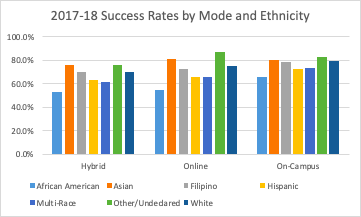 2017-18 Success Rates by Mode and Ethnicity
100.0%
80.0%
60.0%
40.0%
20.0%
0.0%
Hybrid Online On-Campus
African American Asian Filipino Hispanic
Multi-Race Other/Undeclared White